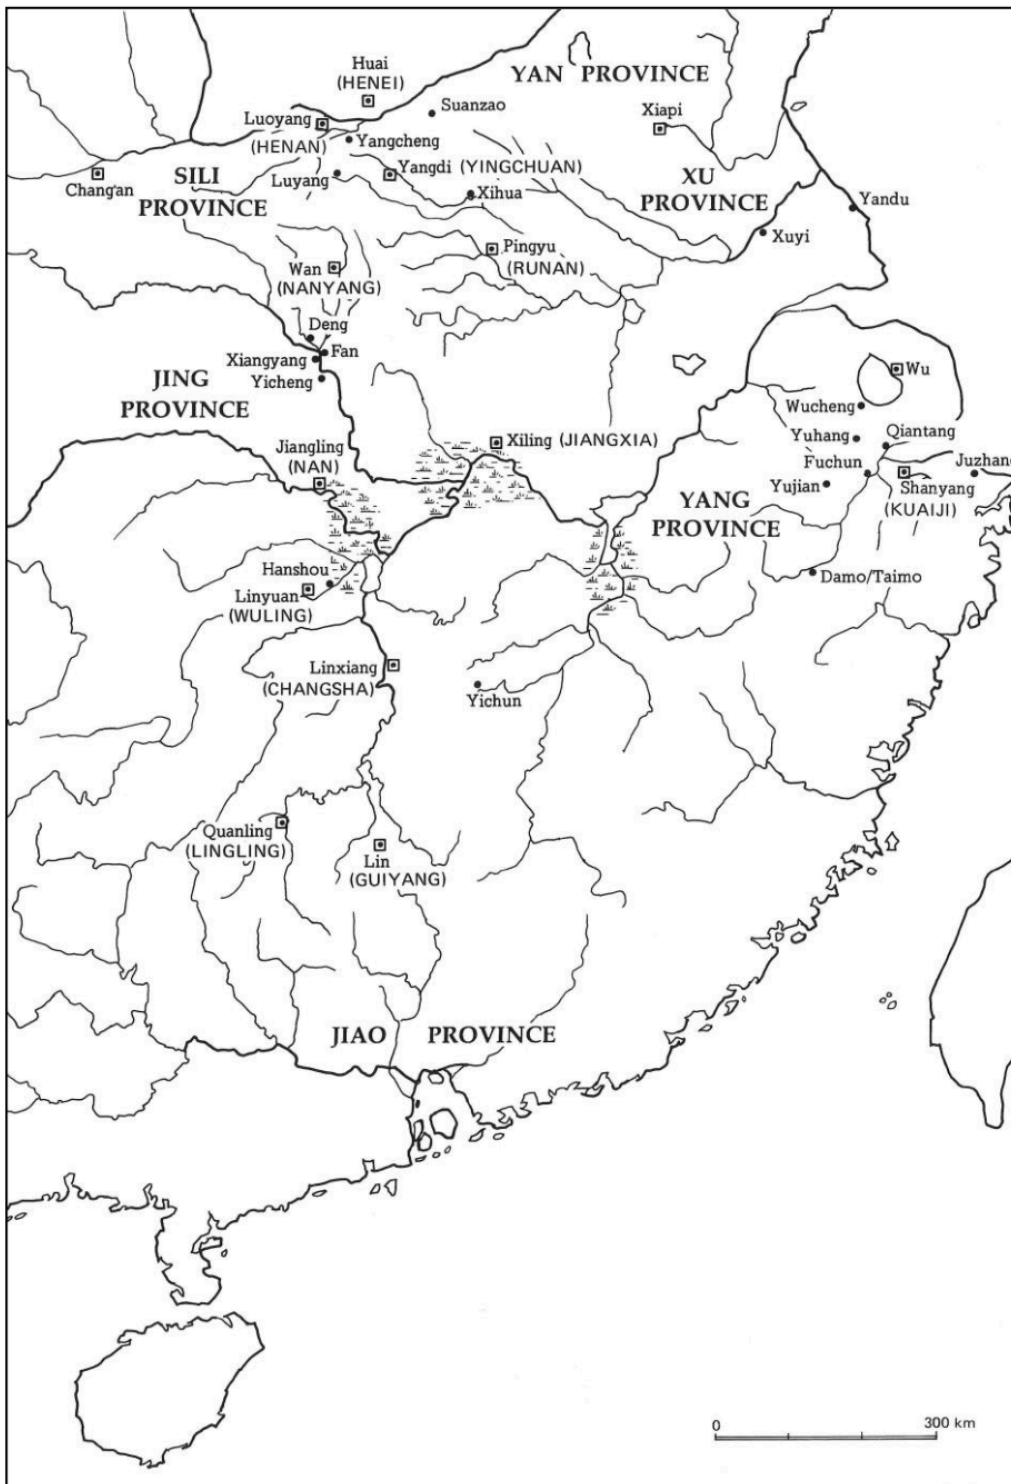 Huai
(HENEI)
YAN PROVINCE
Suanzao
Xiapi
Luoyang
(HENAN)
Yangcheng
Chang'an
SILI
PROVINCE
Luyang
Yangdi (YINGCHUAN)
Xihua
XU
PROVINCE
Yandu
Xuyi
Pingyu
(RUNAN)
Wan
(NANYANG)
Deng
Fan
Xiangyang
Yicheng
JING
PROVINCE
Wu
Wucheng
Yuhang
Qiantang
Xiling (JIANGXIA)
Jiangling
(NAN)
Fuchun
Juzhang
Yujian
Shanyang
(KUAIJI)
YANG
PROVINCE
Hanshou
Damo/Taimo
Linyuan
(WULING)
Linxiang
(CHANGSHA)
Yichun
Quanling
(LINGLING)
Lin
(GUIYANG)
JIAO PROVINCE
0 300 km